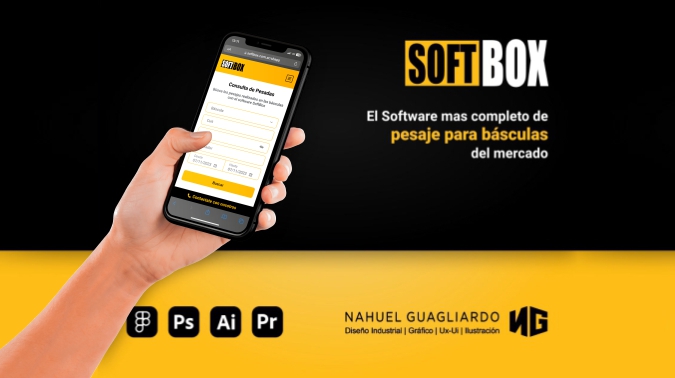 SOFTBOX
El Software mas completo de
pesaje para básculas
del mercado
SOFTBOX
Consulta de Pesadas
Buscar
Contactate con nosotros
Ps
Ai
Pr
NAHUEL GUAGLIARDO
Diseño Industrial | Gráfico | Ux-Ui | Ilustración
NG